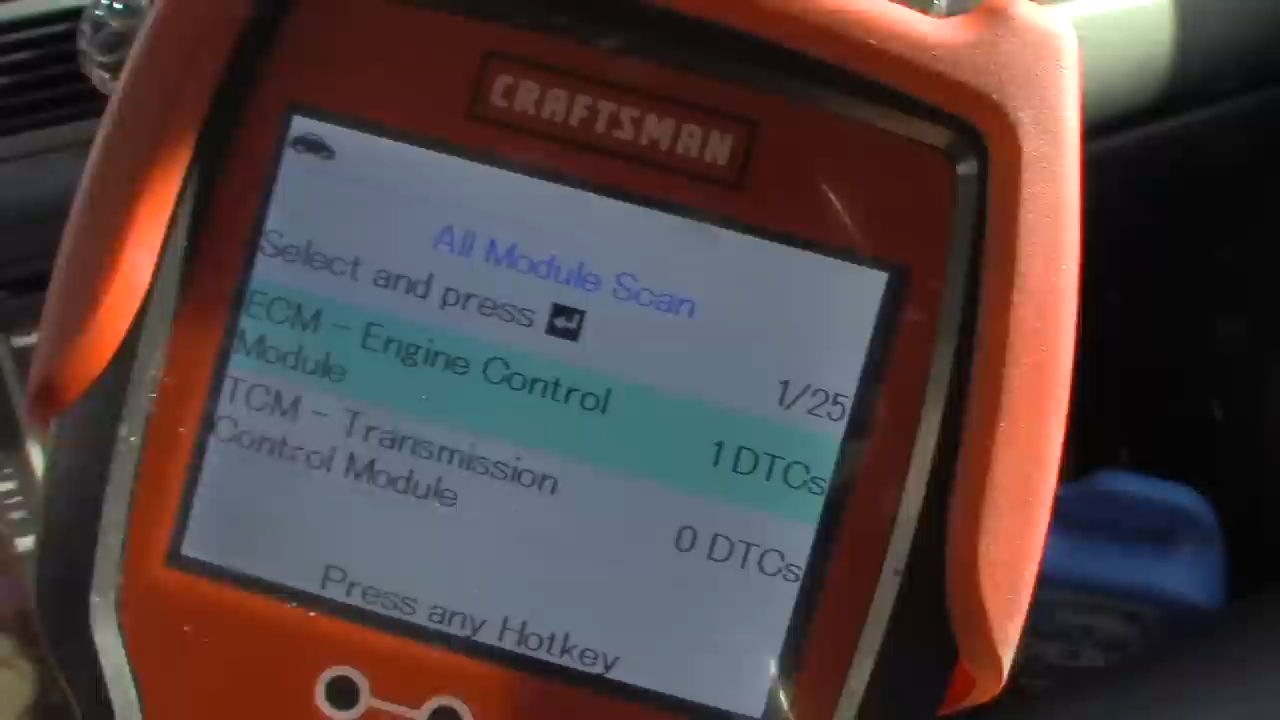 CRAFTSMAN
All Module Scan
Select and press
1/25
ECM - Engine Control
Module
1 DTCs
TCM - Transmission
Control Module
0 DTCs
Press any Hotkey